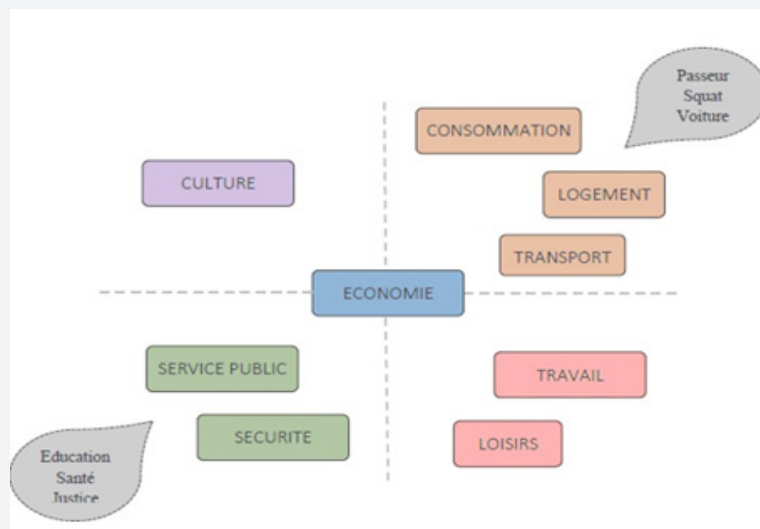 Passeur
Squat
Voiture
CONSOMMATION
CULTURE
LOGEMENT
TRANSPORT
ECONOMIE
SERVICE PUBLIC
TRAVAIL
SECURITE
LOISIRS
Education
Santé
Justice